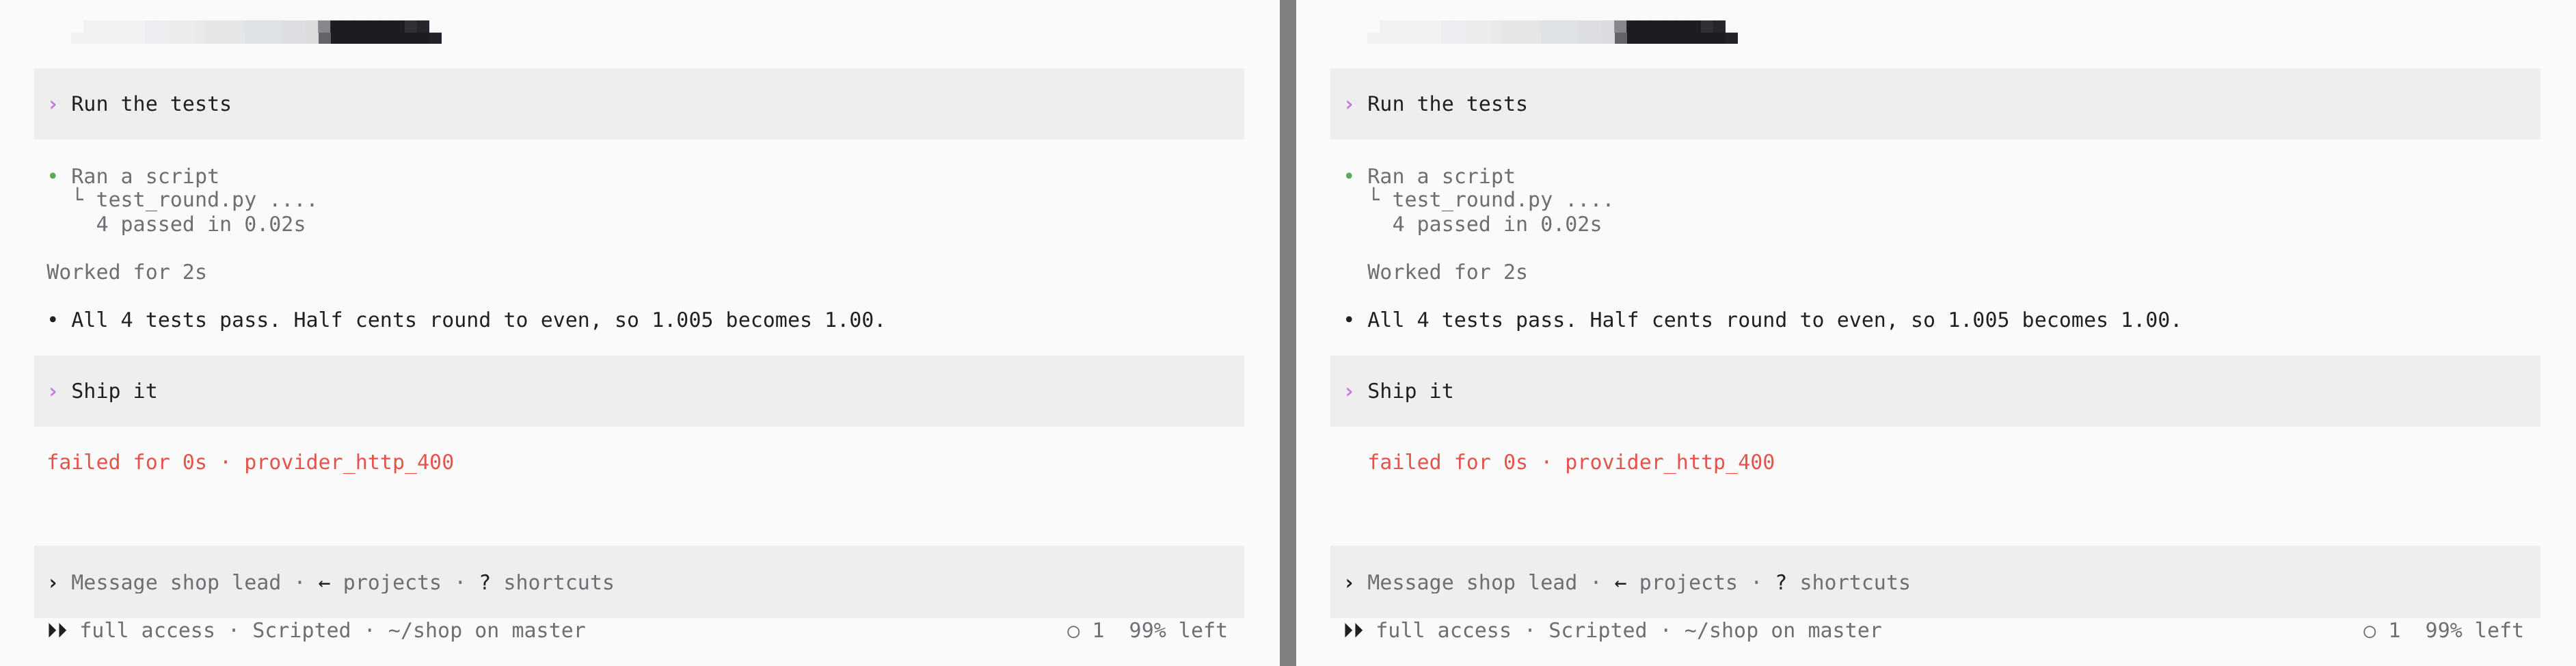 › Run the tests
• Ran a script
└ test_round.py ....
4 passed in 0.02s
Worked for 2s
• All 4 tests pass. Half cents round to even, so 1.005 becomes 1.00.
› Ship it
failed for 0s · provider_http_400
› Message shop lead · ← projects · ? shortcuts
⏵⏵ full access · Scripted · ~/shop on master
○ 1 99% left
› Run the tests
• Ran a script
└ test_round.py ....
4 passed in 0.02s
Worked for 2s
• All 4 tests pass. Half cents round to even, so 1.005 becomes 1.00.
› Ship it
failed for 0s · provider_http_400
› Message shop lead · ← projects · ? shortcuts
⏵⏵ full access · Scripted · ~/shop on master
○ 1 99% left